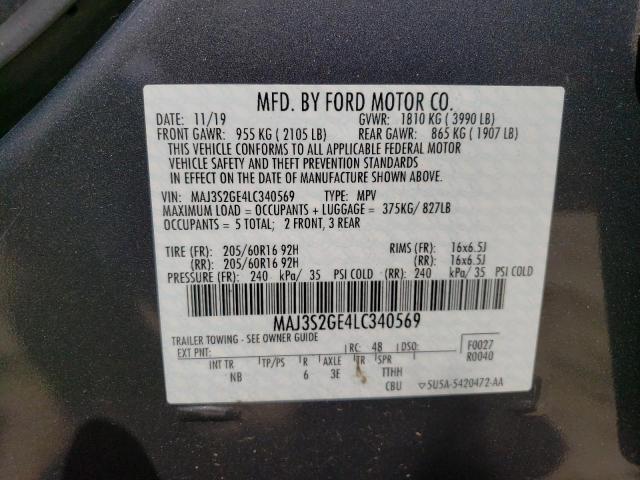 MFD. BY FORD MOTOR CO.
DATE: 11/19 GVWR: 1810 KG ( 3990 LB)
FRONT GAWR: 955 KG ( 2105 LB) REAR GAWR: 865 KG ( 1907 LB)
THIS VEHICLE CONFORMS TO ALL APPLICABLE FEDERAL MOTOR
VEHICLE SAFETY AND THEFT PREVENTION STANDARDS
IN EFFECT ON THE DATE OF MANUFACTURE SHOWN ABOVE.
VIN: MAJ3S2GE4LC340569 TYPE: MPV
MAXIMUM LOAD = OCCUPANTS + LUGGAGE = 375KG/ 827LB
OCCUPANTS = 5 TOTAL; 2 FRONT, 3 REAR
TIRE (FR): 205/60R16 92H RIMS (FR): 16x6.5J
(RR): 205/60R16 92H (RR): 16x6.5J
PRESSURE (FR): 240 kPa/ 35 PSI COLD (RR): 240 kPa/ 35 PSI COLD
MAJ3S2GE4LC340569
TRAILER TOWING - SEE OWNER GUIDE
EXT PNT: RC: 48 DSO: F0027
R0040
INT TR TP/PS R AXLE TR SPR
NB 6 3E TTHH
CBU 5U5A-5420472-AA